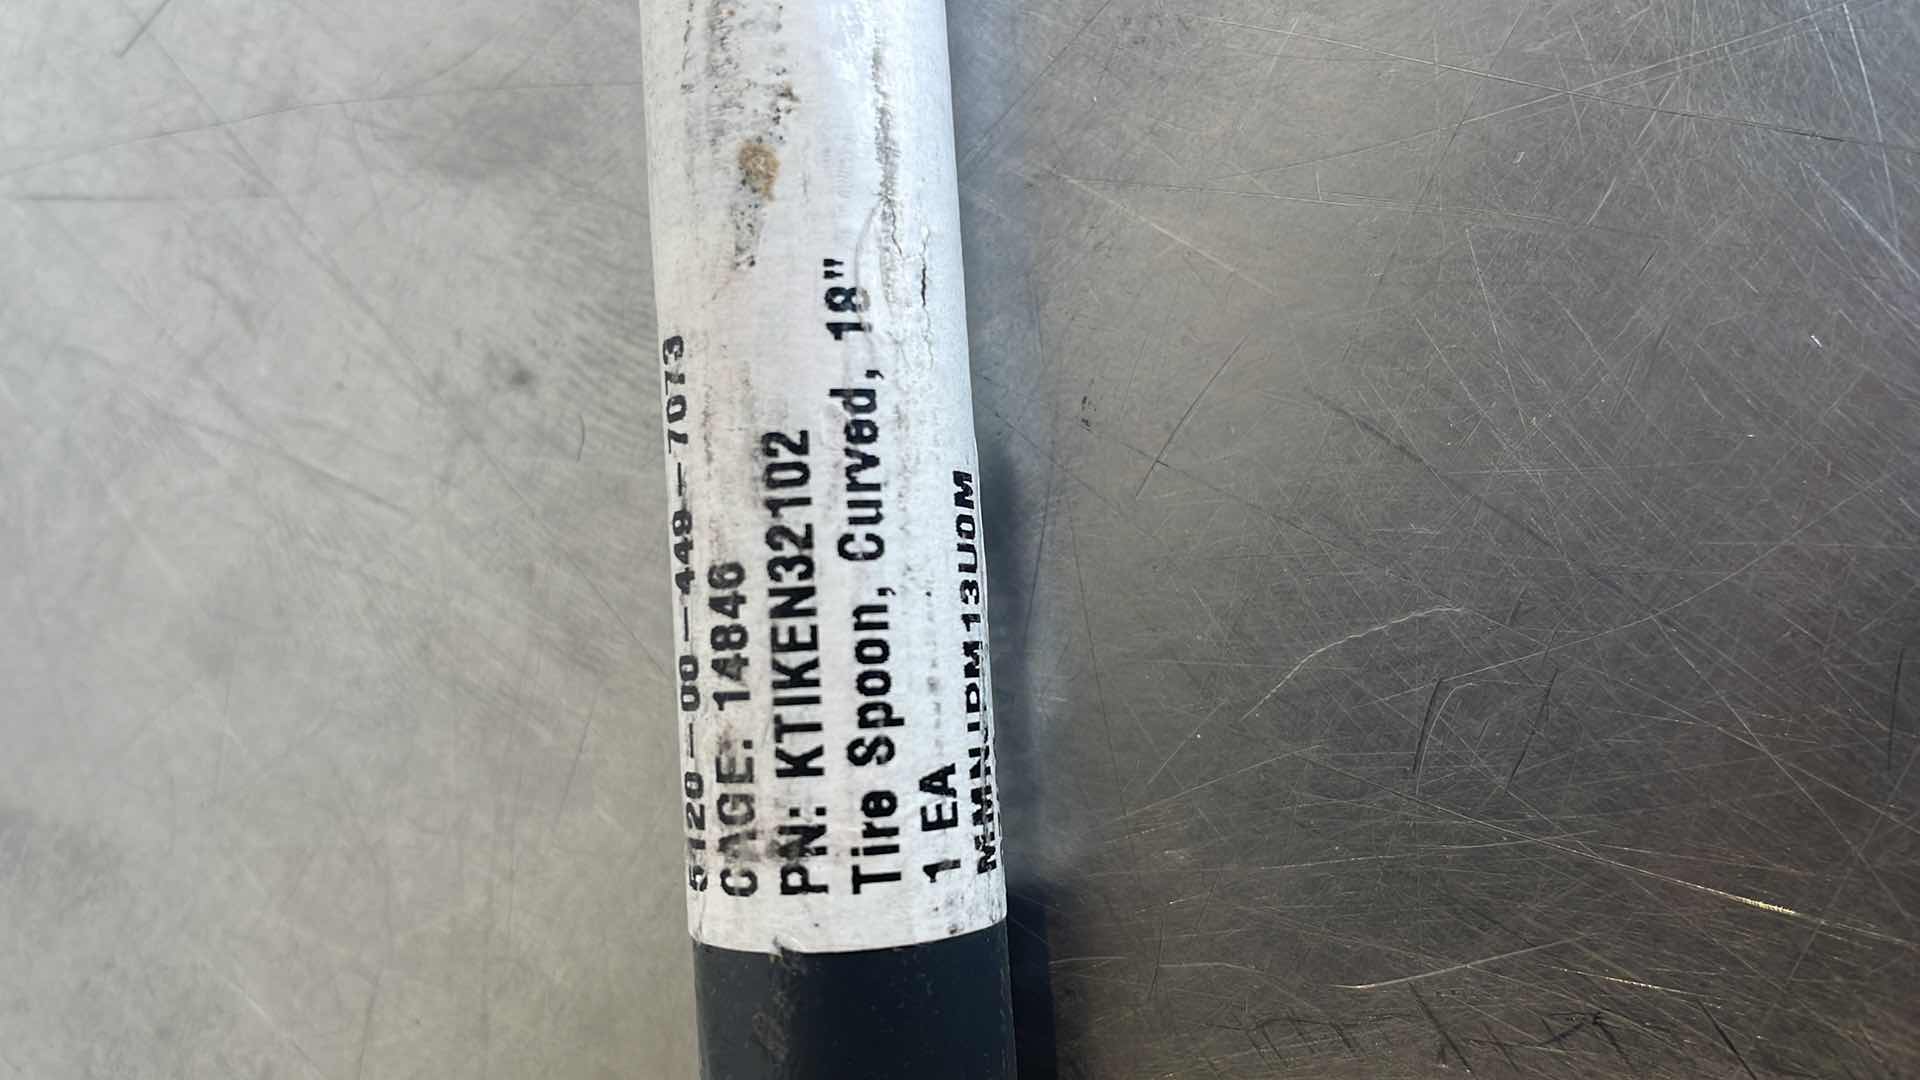 5120-00-449-7073
CAGE: 14846
PN: KTIKEN32102
Tire Spoon, Curved, 18"
1 EA